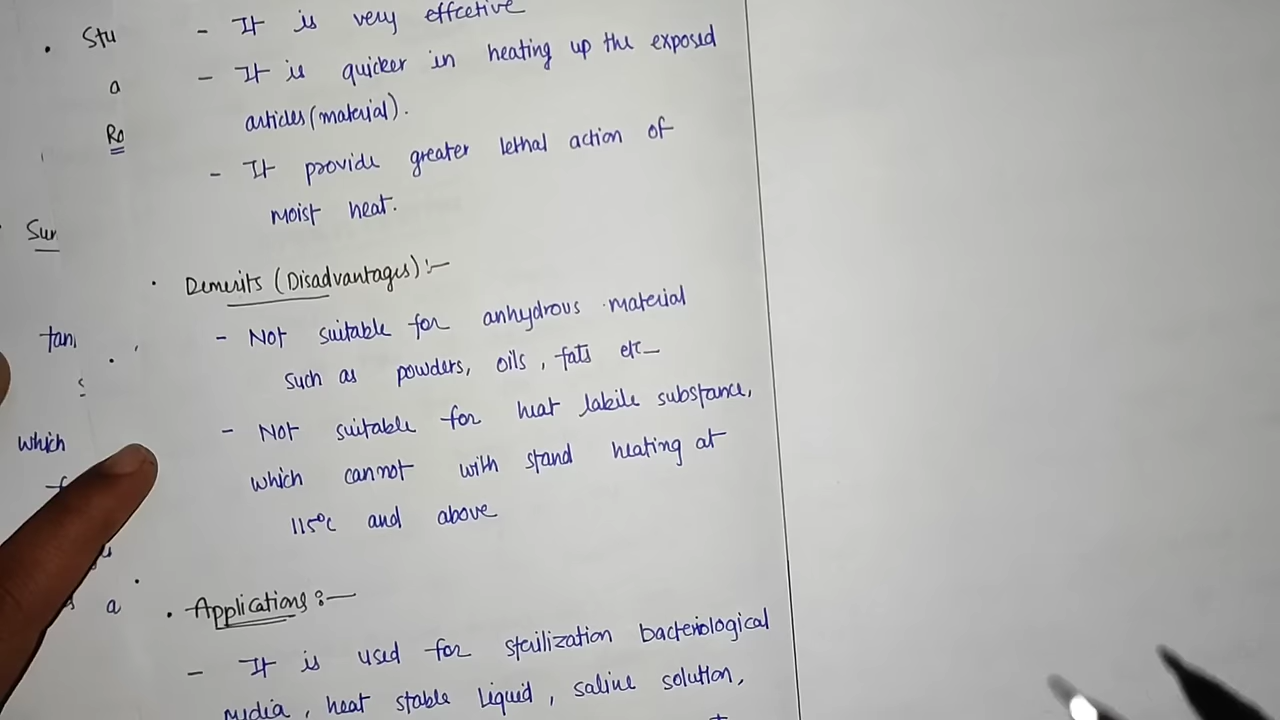 - It is very effcetive
- It is quicker in heating up the exposed
articles (material).
- It provide greater lethal action of
Moist heat.
• Demerits (Disadvantages) :-
- Not suitable for anhydrous material
such as powders, oils, fats etc
- Not suitable for heat labile substance,
which cannot with stand heating at
115°c and above
• Applications :-
- It is used for sterilization bacteriological
media, heat stable liquid, saline solution,
• Stu
a
Ro
Sur
tan
which
a